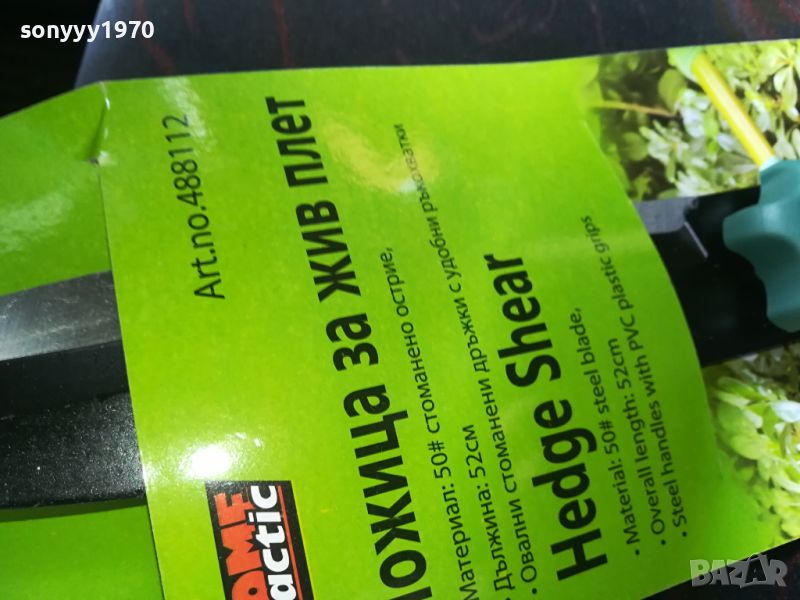 sonyyy1970
Art.no.488112
ножица за жив плет
Материал: 50# стоманено острие,
• Дължина: 52см
• Овални стоманени дръжки с удобни ръкохватки
Hedge Shear
• Material: 50# steel blade,
• Overall length: 52cm
• Steel handles with PVC plastic grips
BAZAR